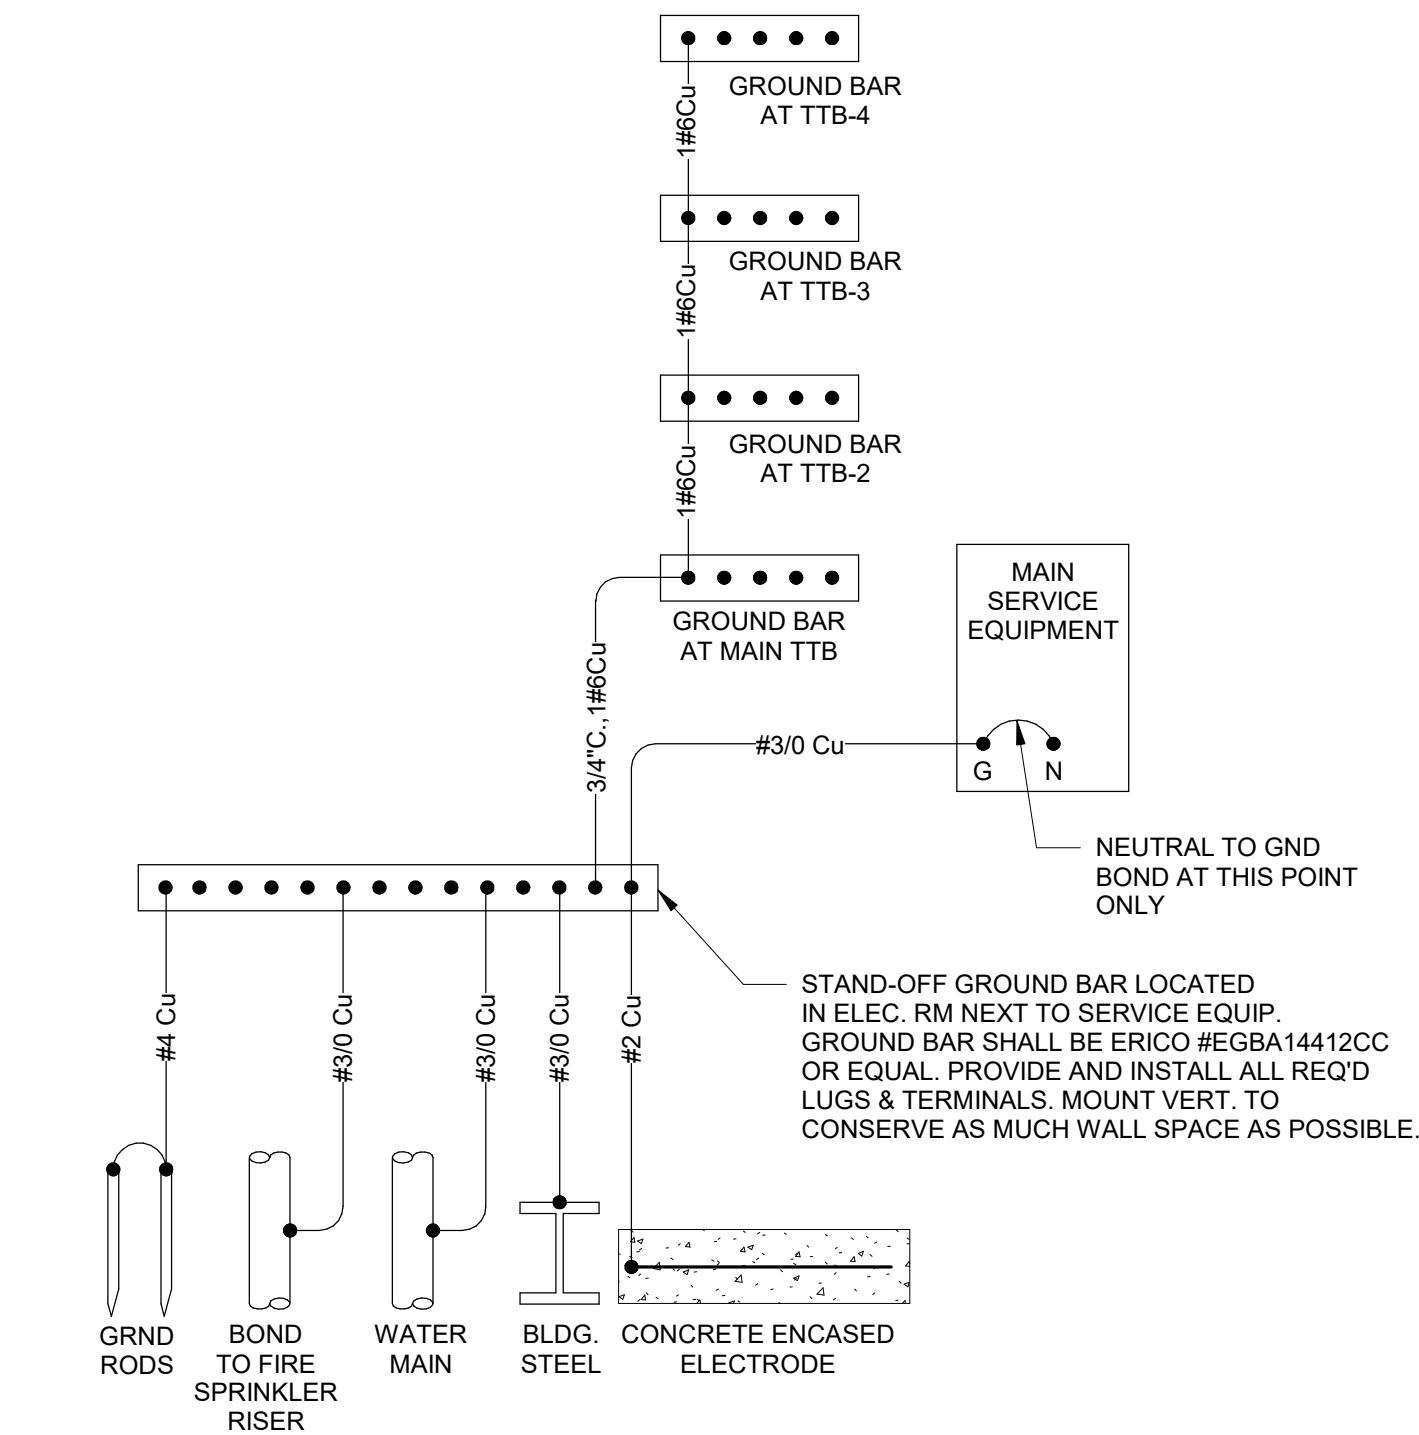 GROUND BAR
AT TTB-4
1#6Cu
GROUND BAR
AT TTB-3
1#6Cu
GROUND BAR
AT TTB-2
1#6Cu
GROUND BAR
AT MAIN TTB
MAIN
SERVICE
EQUIPMENT
3/4"C.,1#6Cu
#3/0 Cu
G N
NEUTRAL TO GND
BOND AT THIS POINT
ONLY
STAND-OFF GROUND BAR LOCATED
IN ELEC. RM NEXT TO SERVICE EQUIP.
GROUND BAR SHALL BE ERICO #EGBA14412CC
OR EQUAL. PROVIDE AND INSTALL ALL REQ'D
LUGS & TERMINALS. MOUNT VERT. TO
CONSERVE AS MUCH WALL SPACE AS POSSIBLE.
#4 Cu
#3/0 Cu
#3/0 Cu
#3/0 Cu
#2 Cu
GRND
RODS
BOND
TO FIRE
SPRINKLER
RISER
WATER
MAIN
BLDG.
STEEL
CONCRETE ENCASED
ELECTRODE